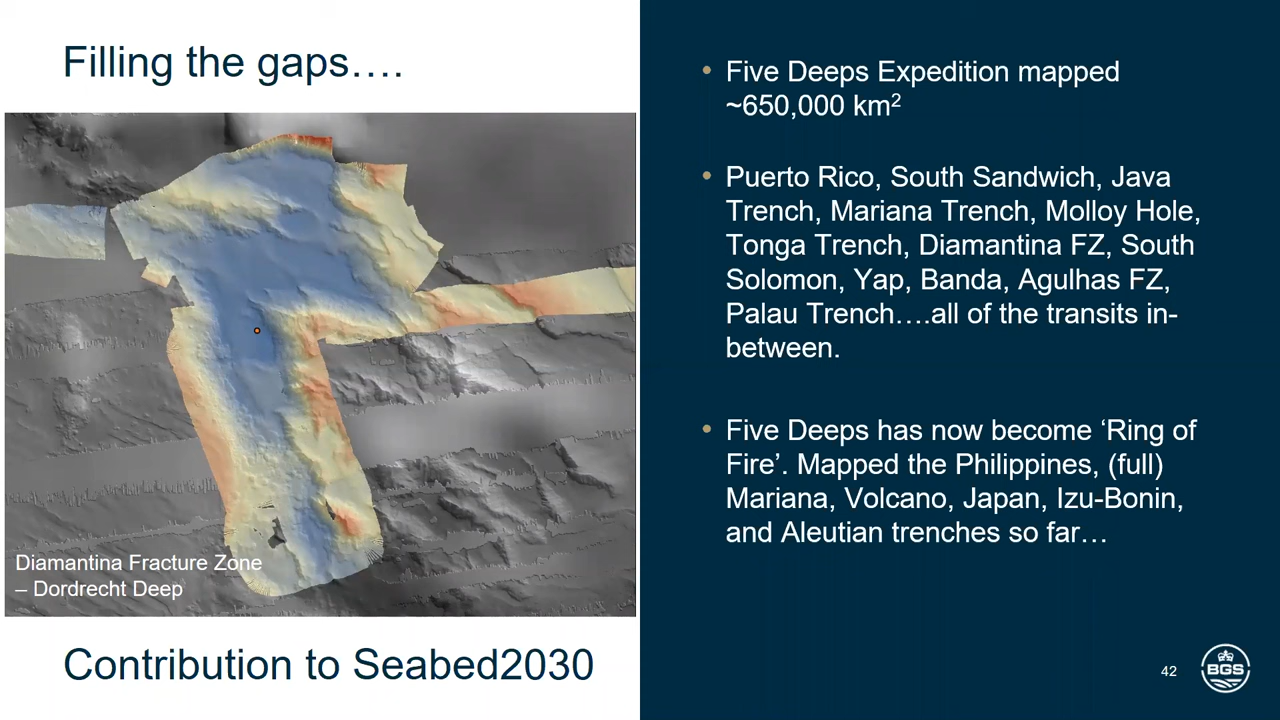 Filling the gaps….
Diamantina Fracture Zone
– Dordrecht Deep
Contribution to Seabed2030
• Five Deeps Expedition mapped
~650,000 km²
• Puerto Rico, South Sandwich, Java
Trench, Mariana Trench, Molloy Hole,
Tonga Trench, Diamantina FZ, South
Solomon, Yap, Banda, Agulhas FZ,
Palau Trench….all of the transits in-
between.
• Five Deeps has now become ‘Ring of
Fire’. Mapped the Philippines, (full)
Mariana, Volcano, Japan, Izu-Bonin,
and Aleutian trenches so far…
42
BGS